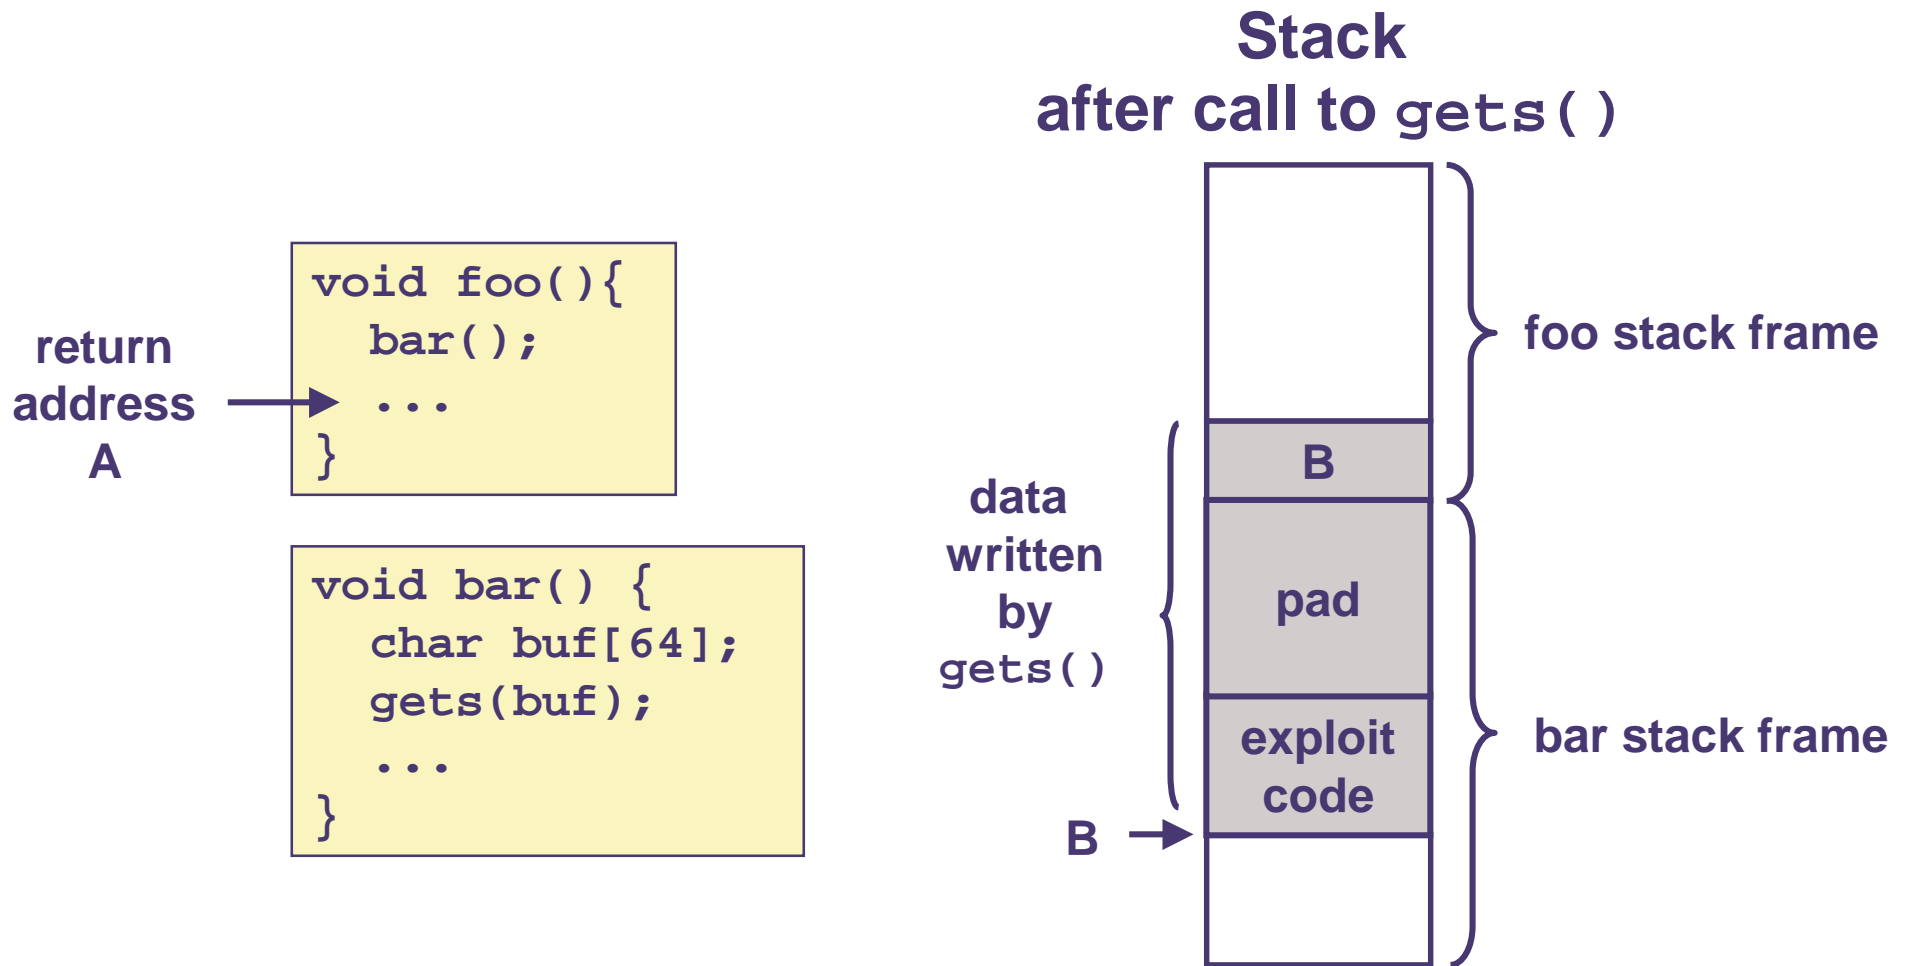 Stack
after call to gets()
return
address
A
void foo(){
  bar();
  ...
}
void bar() {
  char buf[64];
  gets(buf);
  ...
}
data
written
by
gets()
B
B
pad
exploit
code
foo stack frame
bar stack frame